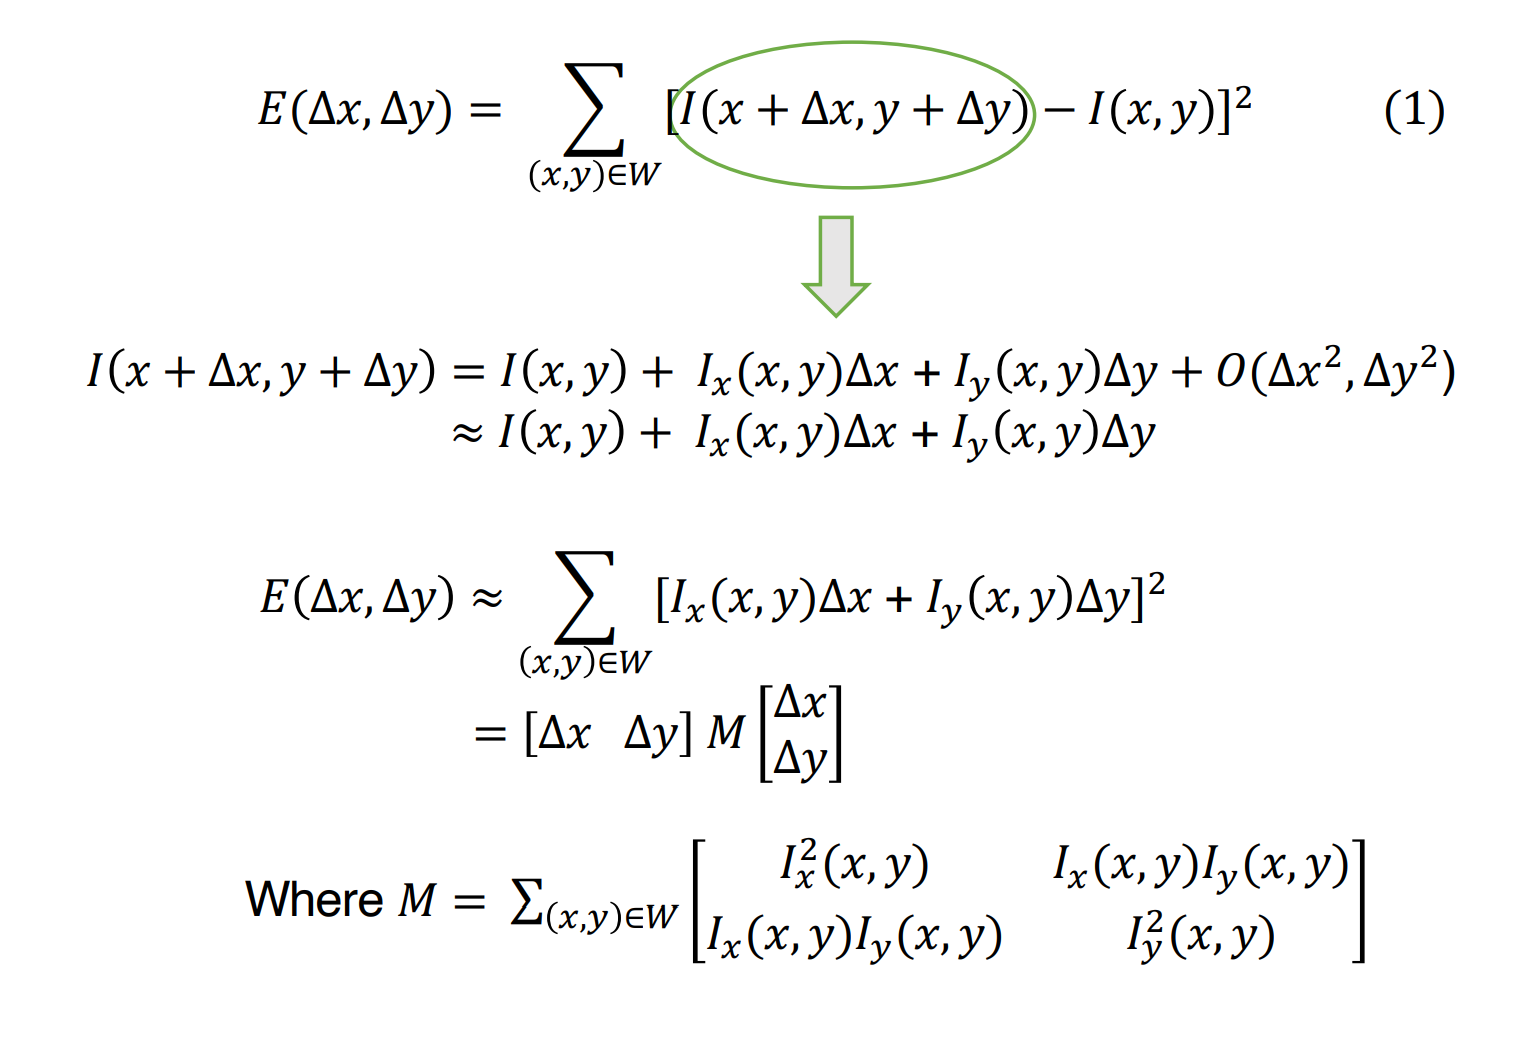 E(Δx, Δy) = ∑_{(x,y)∈W} [I(x + Δx, y + Δy) − I(x, y)]² (1)
I(x + Δx, y + Δy) = I(x, y) + I_x(x, y)Δx + I_y(x, y)Δy + O(Δx², Δy²)
≈ I(x, y) + I_x(x, y)Δx + I_y(x, y)Δy
E(Δx, Δy) ≈ ∑_{(x,y)∈W} [I_x(x, y)Δx + I_y(x, y)Δy]²
= [Δx Δy] M [Δx; Δy]
Where M = ∑_{(x,y)∈W} [I_x²(x, y) I_x(x, y)I_y(x, y); I_x(x, y)I_y(x, y) I_y²(x, y)]